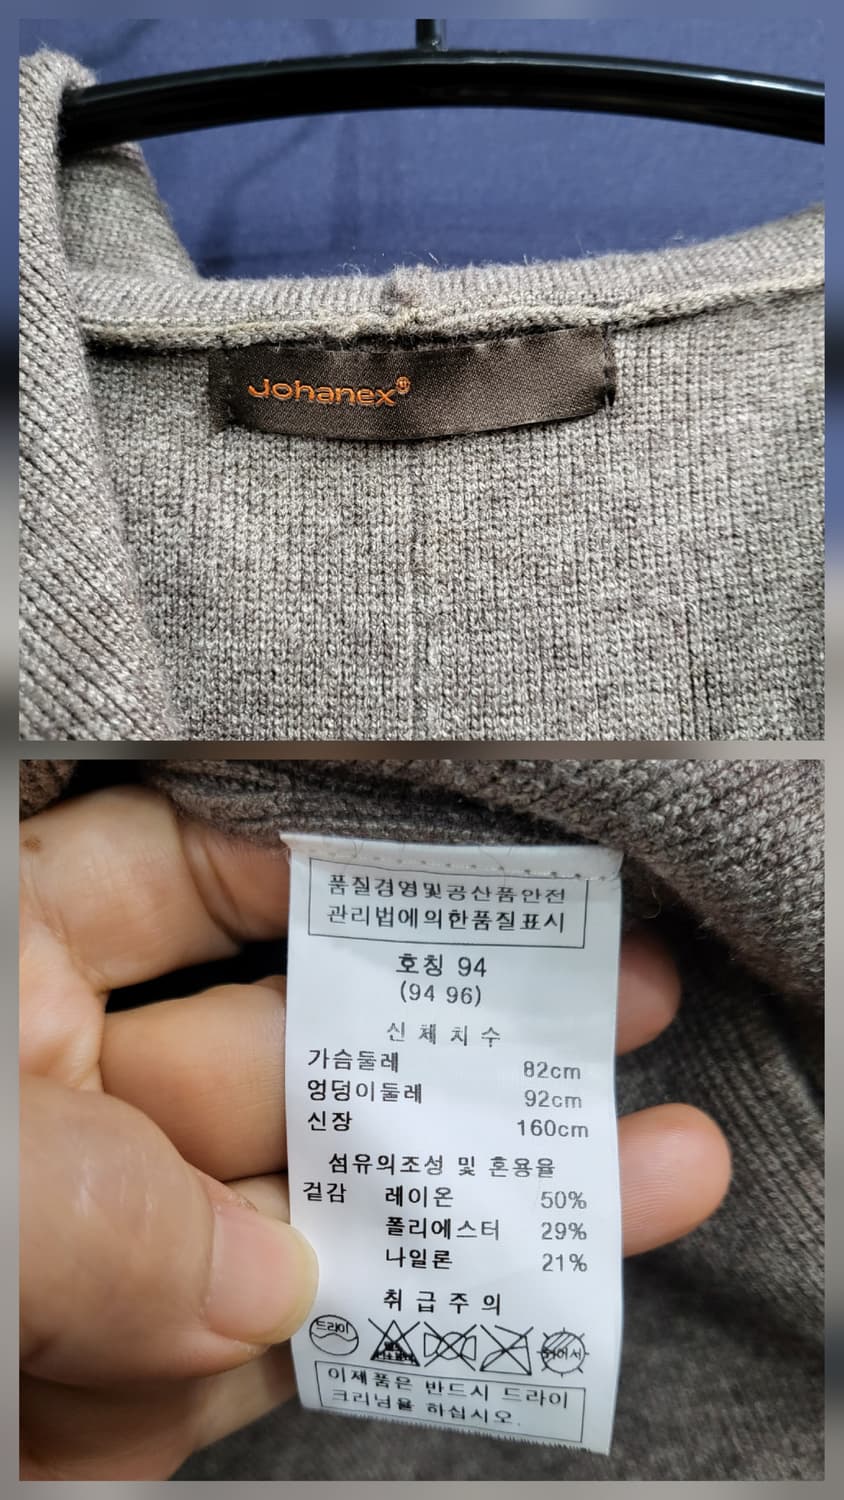 Johanex
품질경영및공산품안전
관리법에의한품질표시
호칭 94
(94 96)
신체치수
가슴둘레 82cm
엉덩이둘레 92cm
신장 160cm
섬유의조성 및 혼용율
겉감 레이온 50%
폴리에스터 29%
나일론 21%
취급주의
드라이
이제품은 반드시 드라이
크리닝을 하십시오.